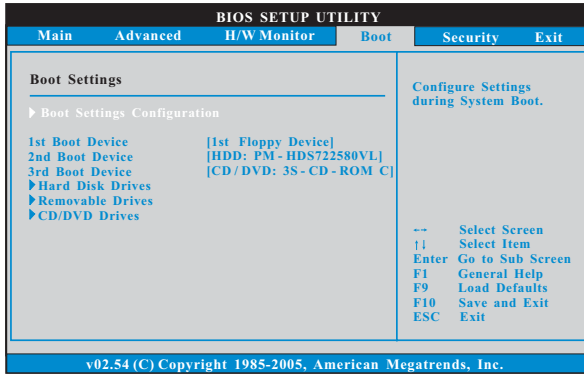 BIOS SETUP UTILITY
Main Advanced H/W Monitor Boot Security Exit
Boot Settings
Boot Settings Configuration
1st Boot Device [1st Floppy Device]
2nd Boot Device [HDD: PM - HDS722580VL]
3rd Boot Device [CD / DVD: 3S - CD - ROM C]
Hard Disk Drives
Removable Drives
CD/DVD Drives
Configure Settings
during System Boot.
←→ Select Screen
↑↓ Select Item
Enter Go to Sub Screen
F1 General Help
F9 Load Defaults
F10 Save and Exit
ESC Exit
v02.54 (C) Copyright 1985-2005, American Megatrends, Inc.